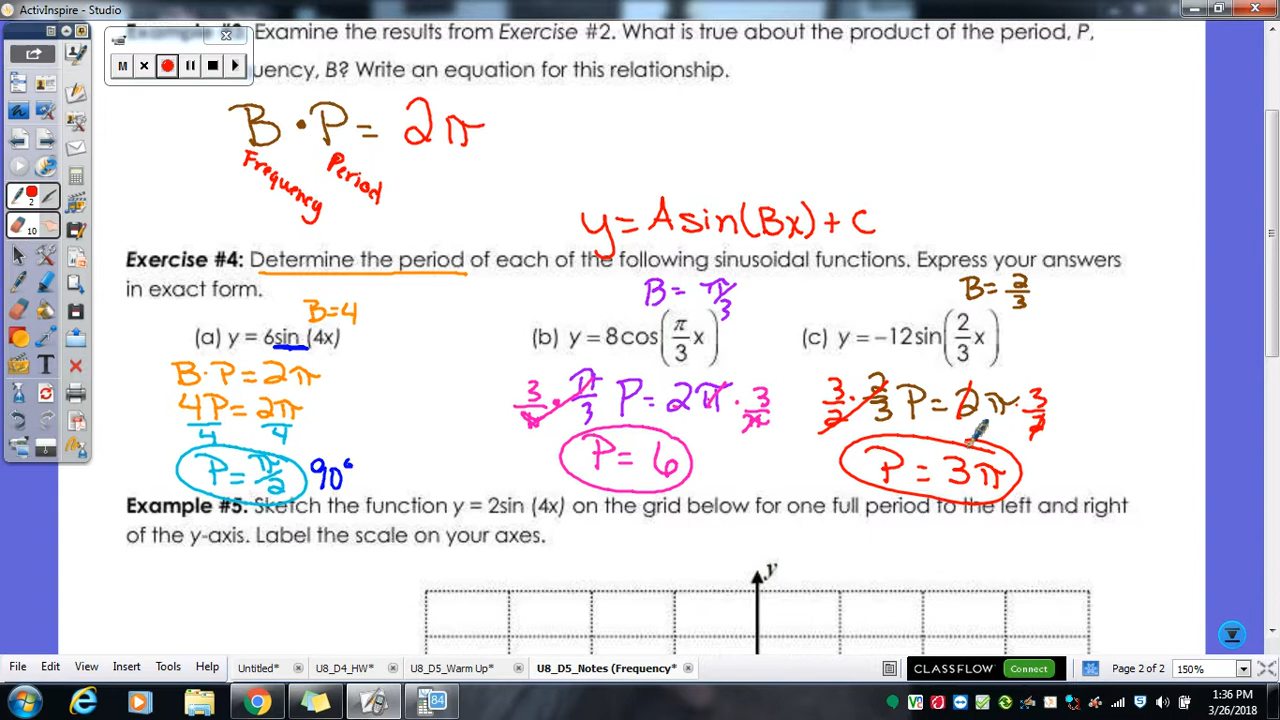 ActivInspire - Studio
Examine the results from Exercise #2. What is true about the product of the period, P,
uency, B? Write an equation for this relationship.
M
B · P = 2π
Frequency
Period
y = A sin(Bx) + C
Exercise #4: Determine the period of each of the following sinusoidal functions. Express your answers
in exact form.
B=4
B = π/3
B = 2/3
(a) y = 6sin (4x)
(b) y = 8cos(π/3 x)
(c) y = −12sin(2/3 x)
B·P = 2π
4P = 2π
4 4
P = π/2 90°
3/π · π/3 P = 2π · 3/π
P = 6
3/2 · 2/3 P = 2π · 3/2
P = 3π
Example #5: Sketch the function y = 2sin (4x) on the grid below for one full period to the left and right
of the y-axis. Label the scale on your axes.
y
2
10
T
File Edit View Insert Tools Help
Untitled* U8_D4_HW* U8_D5_Warm Up* U8_D5_Notes (Frequency*
CLASSFLOW Connect
Page 2 of 2 150%
84
1:36 PM
3/26/2018